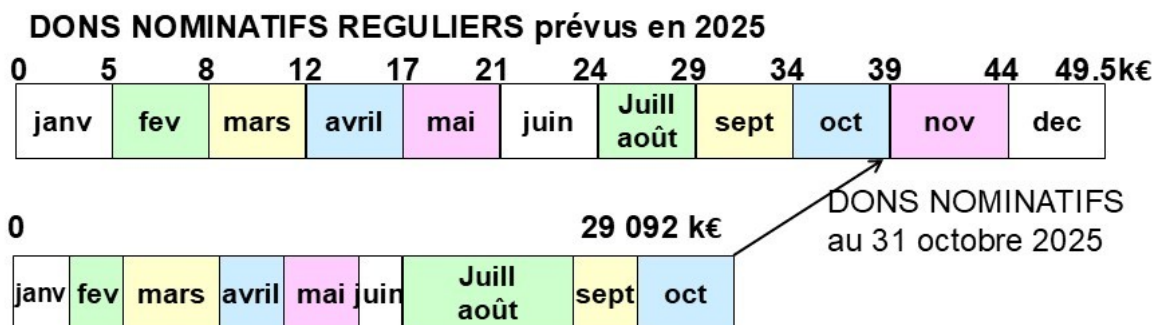 DONS NOMINATIFS REGULIERS prévus en 2025
0 5 8 12 17 21 24 29 34 39 44 49.5k€
janv fev mars avril mai juin Juill août sept oct nov dec
DONS NOMINATIFS
au 31 octobre 2025
0 29 092 k€
janv fev mars avril mai juin Juill août sept oct